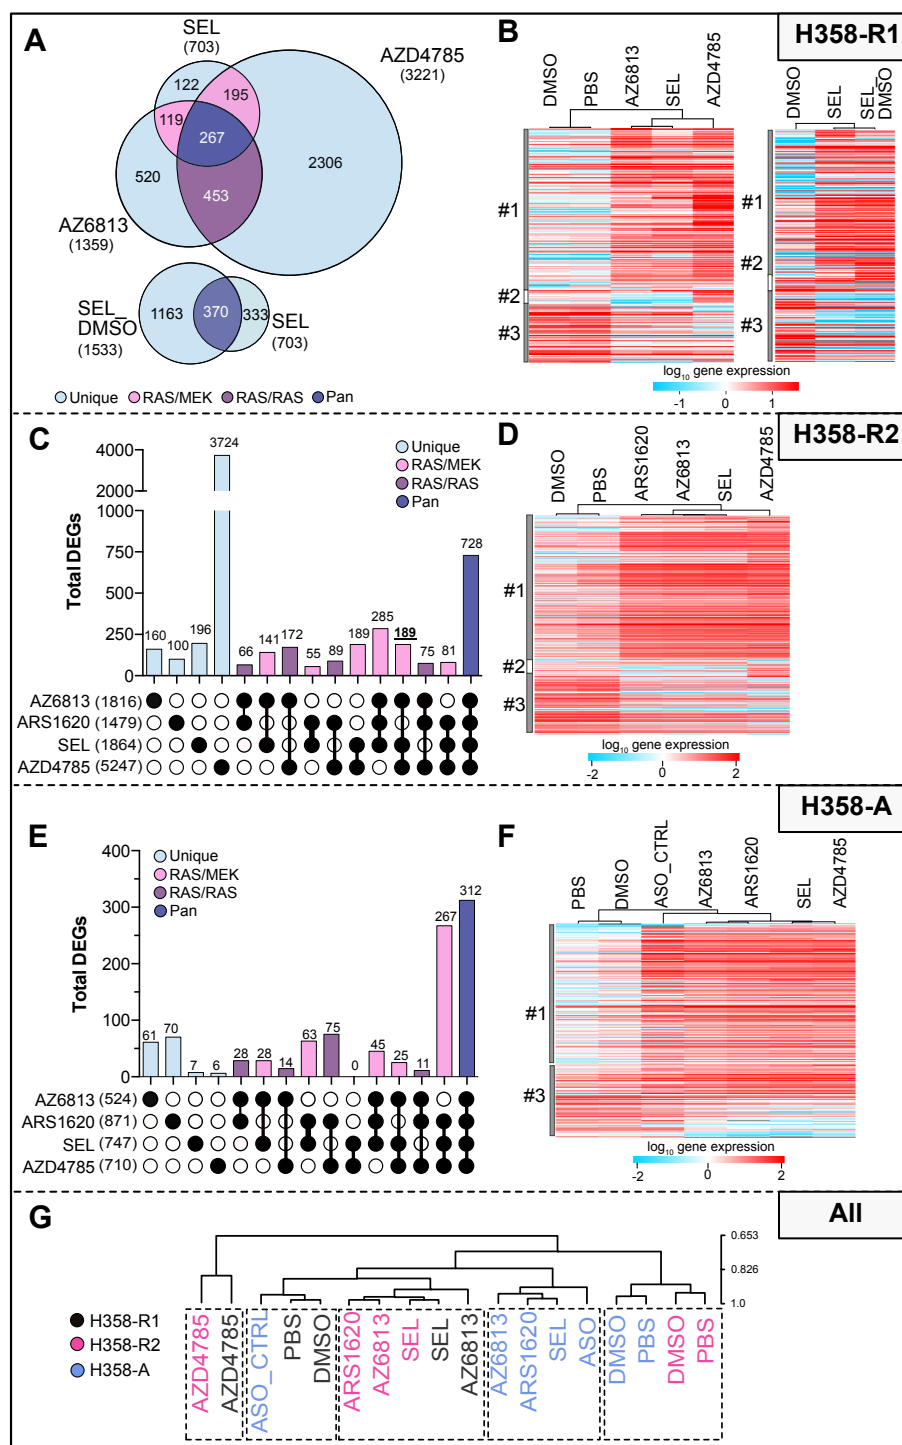 A
SEL
(703)
AZD4785
(3221)
122
195
119
267
520
453
2306
AZ6813
(1359)
SEL_
DMSO
(1533)
1163
370
333
SEL
(703)
Unique
RAS/MEK
RAS/RAS
Pan
B
H358-R1
DMSO
PBS
AZ6813
SEL
AZD4785
#1
#2
#3
DMSO
SEL
SEL_
DMSO
#1
#2
#3
log10 gene expression
-1 0 1
C
4000
2000
1000
750
500
250
0
Total DEGs
Unique
RAS/MEK
RAS/RAS
Pan
160
100
196
3724
66
141
172
55
89
189
285
189
75
81
728
AZ6813 (1816)
ARS1620 (1479)
SEL (1864)
AZD4785 (5247)
D
H358-R2
DMSO
PBS
ARS1620
AZ6813
SEL
AZD4785
#1
#2
#3
log10 gene expression
-2 0 2
E
400
300
200
100
0
Total DEGs
Unique
RAS/MEK
RAS/RAS
Pan
61
70
7
6
28
28
14
63
75
0
45
25
11
267
312
AZ6813 (524)
ARS1620 (871)
SEL (747)
AZD4785 (710)
F
H358-A
PBS
DMSO
ASO_CTRL
AZ6813
ARS1620
SEL
AZD4785
#1
#3
log10 gene expression
-2 0 2
G
All
0.653
0.826
1.0
H358-R1
H358-R2
H358-A
AZD4785
AZD4785
ASO_CTRL
PBS
DMSO
ARS1620
AZ6813
SEL
SEL
AZ6813
AZ6813
ARS1620
SEL
ASO
DMSO
PBS
DMSO
PBS